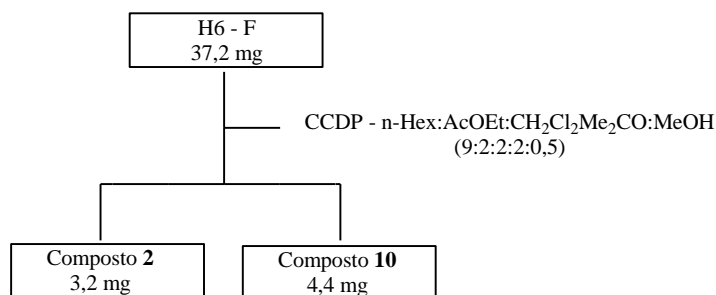 H6 - F
37,2 mg
CCDP - n-Hex:AcOEt:CH₂Cl₂Me₂CO:MeOH
(9:2:2:2:0,5)
Composto 2
3,2 mg
Composto 10
4,4 mg